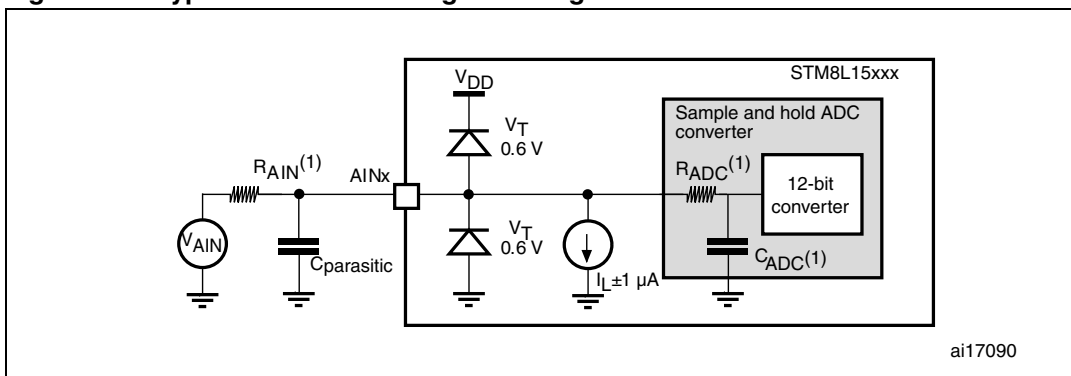 STM8L15xxx
VDD
Sample and hold ADC
converter
VT
0.6 V
RAIN(1)
AINx
RADC(1)
12-bit
converter
VAIN
Cparasitic
VT
0.6 V
IL±1 µA
CADC(1)
ai17090